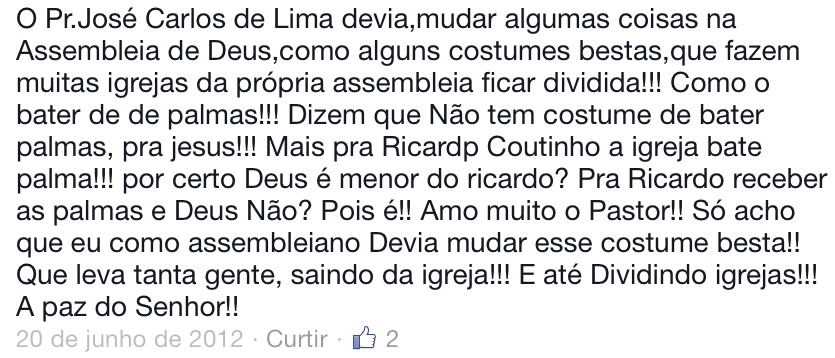 O Pr.José Carlos de Lima devia,mudar algumas coisas na
Assembleia de Deus,como alguns costumes bestas,que fazem
muitas igrejas da própria assembleia ficar dividida!!! Como o
bater de de palmas!!! Dizem que Não tem costume de bater
palmas, pra jesus!!! Mais pra Ricardp Coutinho a igreja bate
palma!!! por certo Deus é menor do ricardo? Pra Ricardo receber
as palmas e Deus Não? Pois é!! Amo muito o Pastor!! Só acho
que eu como assembleiano Devia mudar esse costume besta!!
Que leva tanta gente, saindo da igreja!!! E até Dividindo igrejas!!!
A paz do Senhor!!
20 de junho de 2012 · Curtir · 2